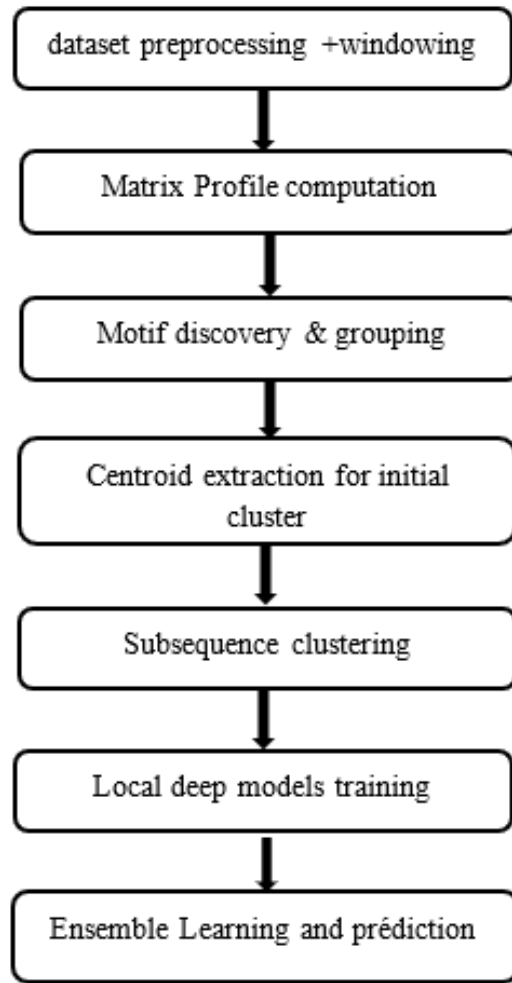 dataset preprocessing +windowing
Matrix Profile computation
Motif discovery & grouping
Centroid extraction for initial
cluster
Subsequence clustering
Local deep models training
Ensemble Learning and prédiction